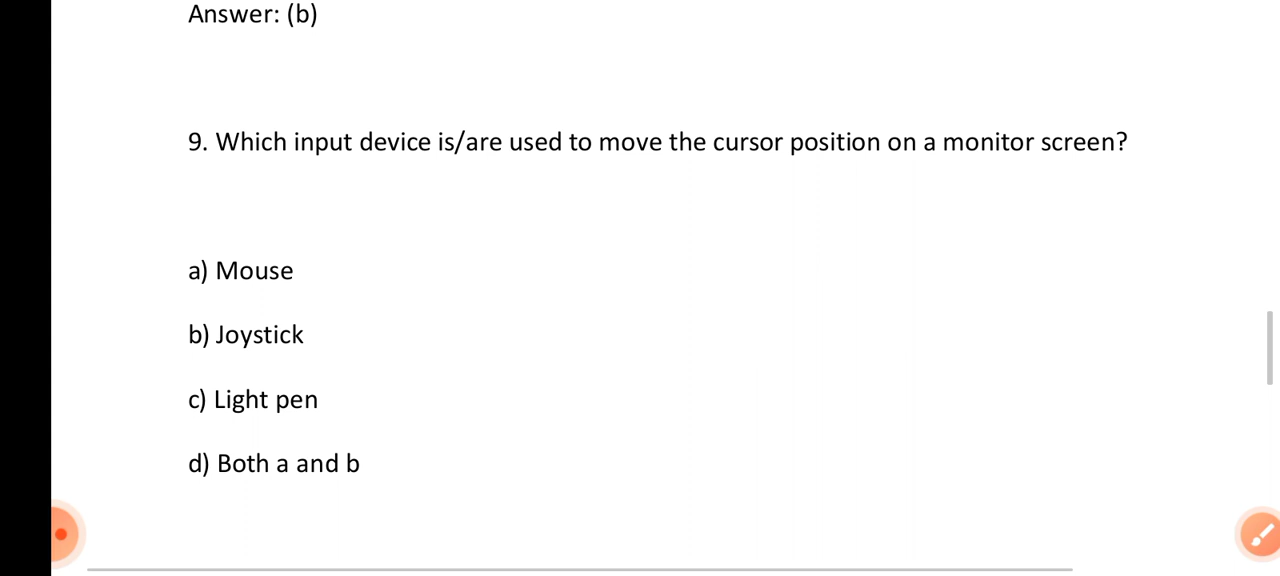 Answer: (b)
9. Which input device is/are used to move the cursor position on a monitor screen?
a) Mouse
b) Joystick
c) Light pen
d) Both a and b